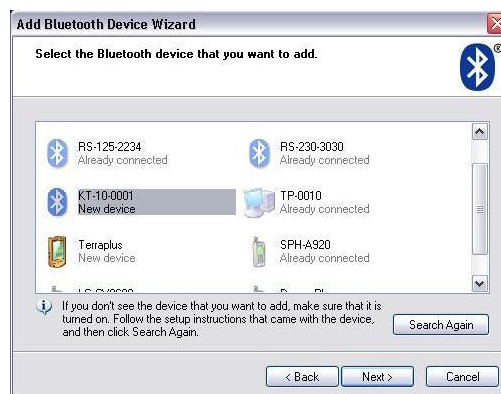 Add Bluetooth Device Wizard
Select the Bluetooth device that you want to add.
RS-125-2234
Already connected
RS-230-3030
Already connected
KT-10-0001
New device
TP-0010
Already connected
Terraplus
New device
SPH-A920
Already connected
If you don't see the device that you want to add, make sure that it is
turned on. Follow the setup instructions that came with the device,
and then click Search Again.
Search Again
< Back
Next >
Cancel